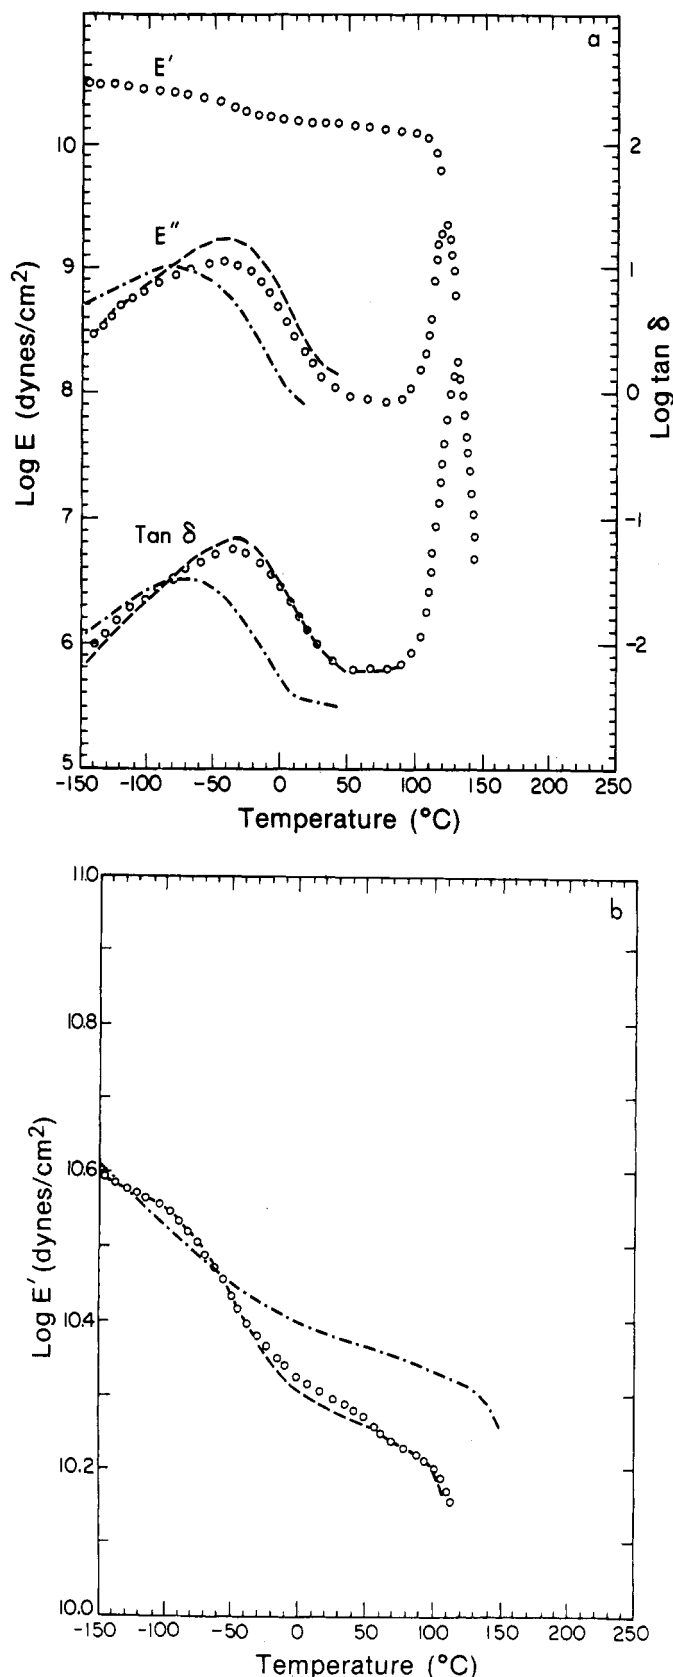 a
E′
10
2
E″
9
1
Log E (dynes/cm²)
8
0
Log tan δ
7
-1
Tan δ
6
-2
5
-150 -100 -50 0 50 100 150 200 250
Temperature (°C)
11.0
b
10.8
Log E′ (dynes/cm²)
10.6
10.4
10.2
10.0
-150 -100 -50 0 50 100 150 200 250
Temperature (°C)